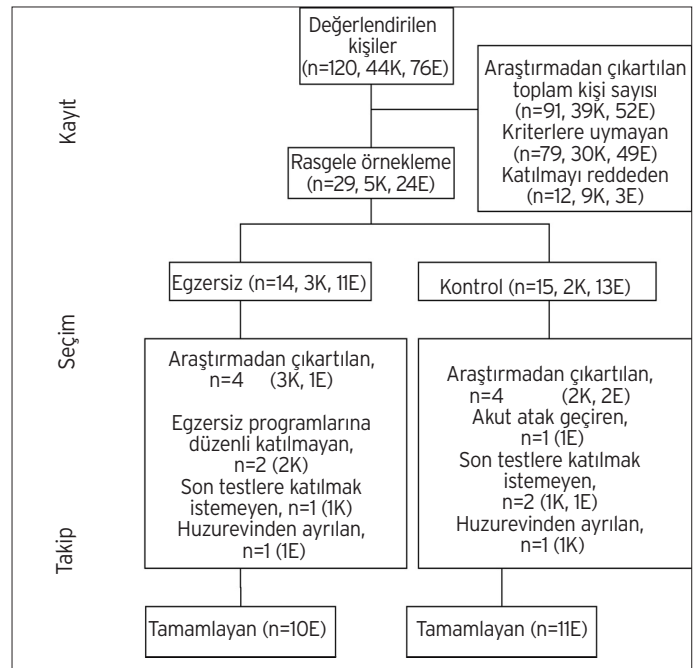 Değerlendirilen
kişiler
(n=120, 44K, 76E)
Kayıt
Araştırmadan çıkartılan
toplam kişi sayısı
(n=91, 39K, 52E)
Kriterlere uymayan
(n=79, 30K, 49E)
Katılmayı reddeden
(n=12, 9K, 3E)
Rasgele örnekleme
(n=29, 5K, 24E)
Seçim
Egzersiz (n=14, 3K, 11E)
Kontrol (n=15, 2K, 13E)
Araştırmadan çıkartılan,
n=4 (3K, 1E)
Egzersiz programlarına
düzenli katılmayan,
n=2 (2K)
Son testlere katılmak
istemeyen, n=1 (1K)
Huzurevinden ayrılan,
n=1 (1E)
Araştırmadan çıkartılan,
n=4 (2K, 2E)
Akut atak geçiren,
n=1 (1E)
Son testlere katılmak
istemeyen,
n=2 (1K, 1E)
Huzurevinden ayrılan,
n=1 (1K)
Takip
Tamamlayan (n=10E)
Tamamlayan (n=11E)